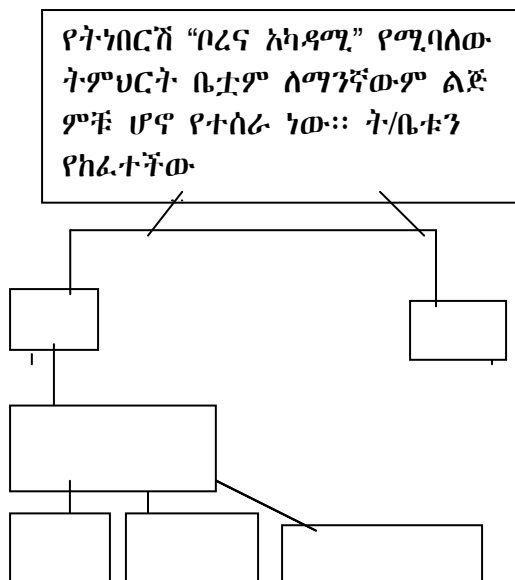 የትነበርሽ “ቦረና አካዳሚ” የሚባለው
ትምህርት ቤቷም ለማንኛውም ልጅ
ምቹ ሆኖ የተሰራ ነው፡፡ ት/ቤቱን
የከፈተችው